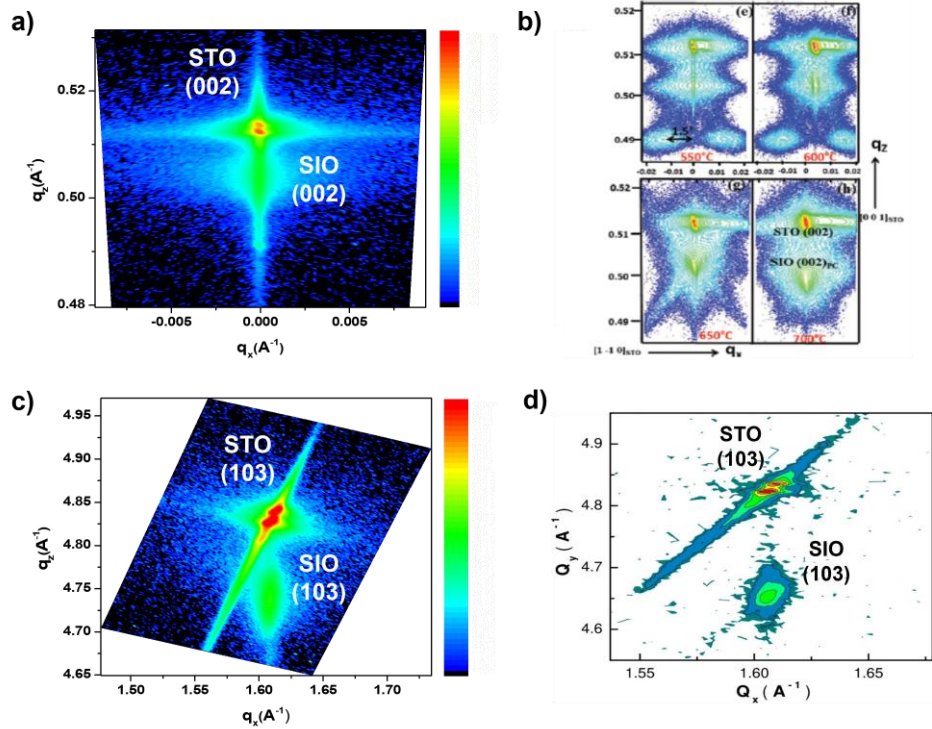 a)
STO
(002)
SIO
(002)
0.52
0.50
0.48
qz(A-1)
-0.005
0.000
0.005
qx(A-1)
b)
(e)
(f)
0.52
0.51
0.50
0.49
1.5°
550°C
600°C
-0.02 -0.01 0 0.01 0.02
-0.02 -0.01 0 0.01 0.02
qz
(g)
(h)
0.52
0.51
0.50
0.49
[0 0 1]STO
STO (002)
SIO (002)PC
650°C
700°C
[1 -1 0]STO
qx
c)
STO
(103)
SIO
(103)
4.95
4.90
4.85
4.80
4.75
4.70
4.65
qz(A-1)
1.50
1.55
1.60
1.65
1.70
qx(A-1)
d)
STO
(103)
SIO
(103)
4.9
4.8
4.7
4.6
Qy ( A-1)
1.55
1.60
1.65
Qx ( A-1)